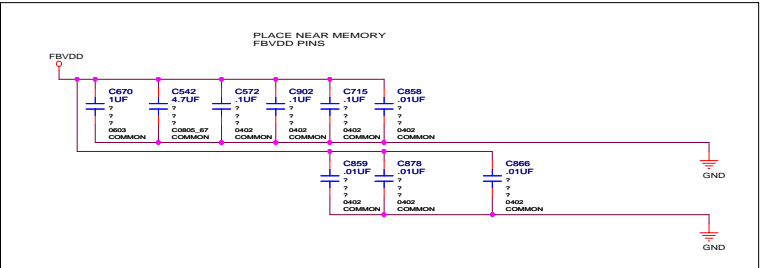 PLACE NEAR MEMORY
FBVDD PINS
FBVDD
C670
1UF
?
?
0603
COMMON
C542
4.7UF
?
?
C0805_67
COMMON
C572
.1UF
?
?
0402
COMMON
C902
.1UF
?
?
0402
COMMON
C715
.1UF
?
?
0402
COMMON
C858
.01UF
?
?
0402
COMMON
GND
C859
.01UF
?
?
0402
COMMON
C878
.01UF
?
?
0402
COMMON
C866
.01UF
?
?
0402
COMMON
GND